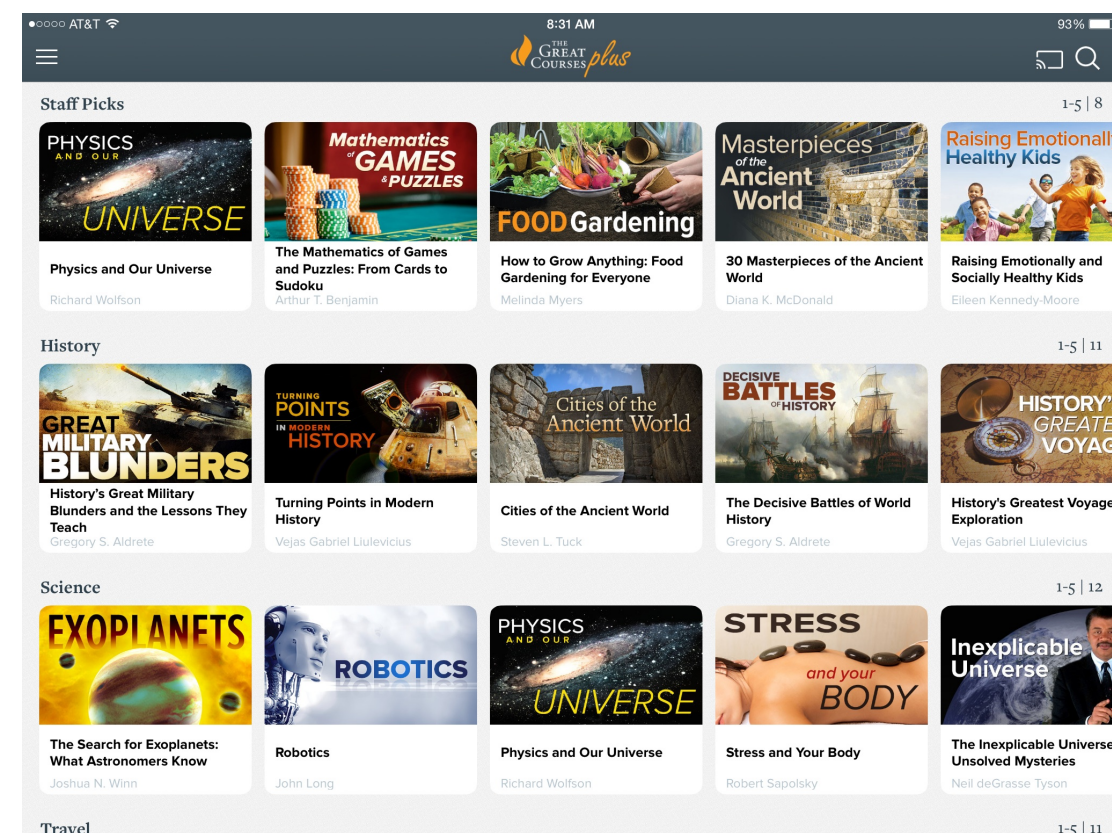 AT&T
8:31 AM
93%
THE
GREAT
COURSES plus
Staff Picks
1-5 | 8
PHYSICS
AND OUR
UNIVERSE
Physics and Our Universe
Richard Wolfson
Mathematics
of GAMES
& PUZZLES
The Mathematics of Games
and Puzzles: From Cards to
Sudoku
Arthur T. Benjamin
FOOD Gardening
How to Grow Anything: Food
Gardening for Everyone
Melinda Myers
Masterpieces
of the
Ancient
World
30 Masterpieces of the Ancient
World
Diana K. McDonald
Raising Emotionall
Healthy Kids
Raising Emotionally and
Socially Healthy Kids
Eileen Kennedy-Moore
History
1-5 | 11
GREAT
MILITARY
BLUNDERS
History's Great Military
Blunders and the Lessons They
Teach
Gregory S. Aldrete
TURNING
POINTS
IN MODERN
HISTORY
Turning Points in Modern
History
Vejas Gabriel Liulevicius
Cities of the
Ancient World
Cities of the Ancient World
Steven L. Tuck
DECISIVE
BATTLES
OF HISTORY
The Decisive Battles of World
History
Gregory S. Aldrete
HISTORY'
GREATE
VOYAG
History's Greatest Voyage
Exploration
Vejas Gabriel Liulevicius
Science
1-5 | 12
EXOPLANETS
The Search for Exoplanets:
What Astronomers Know
Joshua N. Winn
ROBOTICS
Robotics
John Long
PHYSICS
AND OUR
UNIVERSE
Physics and Our Universe
Richard Wolfson
STRESS
and your
BODY
Stress and Your Body
Robert Sapolsky
Inexplicable
Universe
The Inexplicable Universe
Unsolved Mysteries
Neil deGrasse Tyson
Travel
1-5 | 11